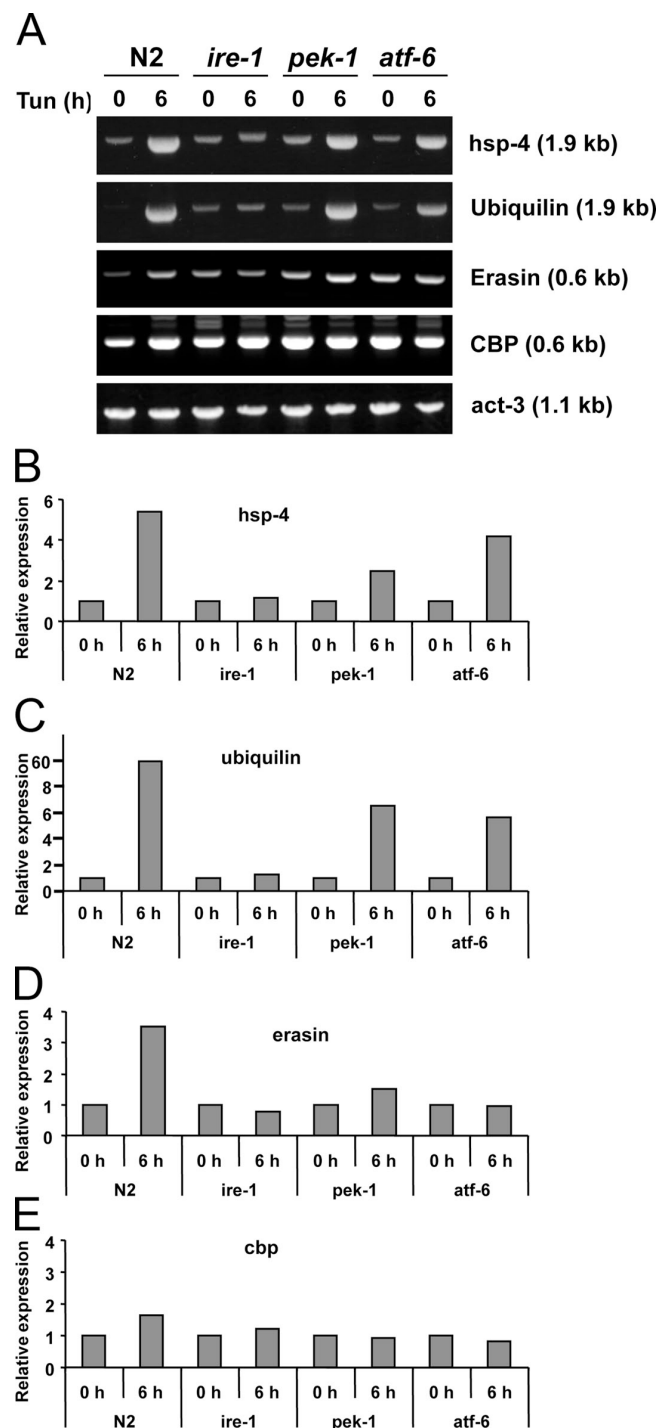 A
N2 ire-1 pek-1 atf-6
Tun (h) 0 6 0 6 0 6 0 6
hsp-4 (1.9 kb)
Ubiquilin (1.9 kb)
Erasin (0.6 kb)
CBP (0.6 kb)
act-3 (1.1 kb)
B
Relative expression
hsp-4
6
4
2
0
0 h 6 h 0 h 6 h 0 h 6 h 0 h 6 h
N2 ire-1 pek-1 atf-6
C
Relative expression
ubiquilin
60
8
6
4
2
0
0 h 6 h 0 h 6 h 0 h 6 h 0 h 6 h
N2 ire-1 pek-1 atf-6
D
Relative expression
erasin
4
3
2
1
0
0 h 6 h 0 h 6 h 0 h 6 h 0 h 6 h
N2 ire-1 pek-1 atf-6
E
Relative expression
cbp
4
3
2
1
0
0 h 6 h 0 h 6 h 0 h 6 h 0 h 6 h
N2 ire-1 pek-1 atf-6